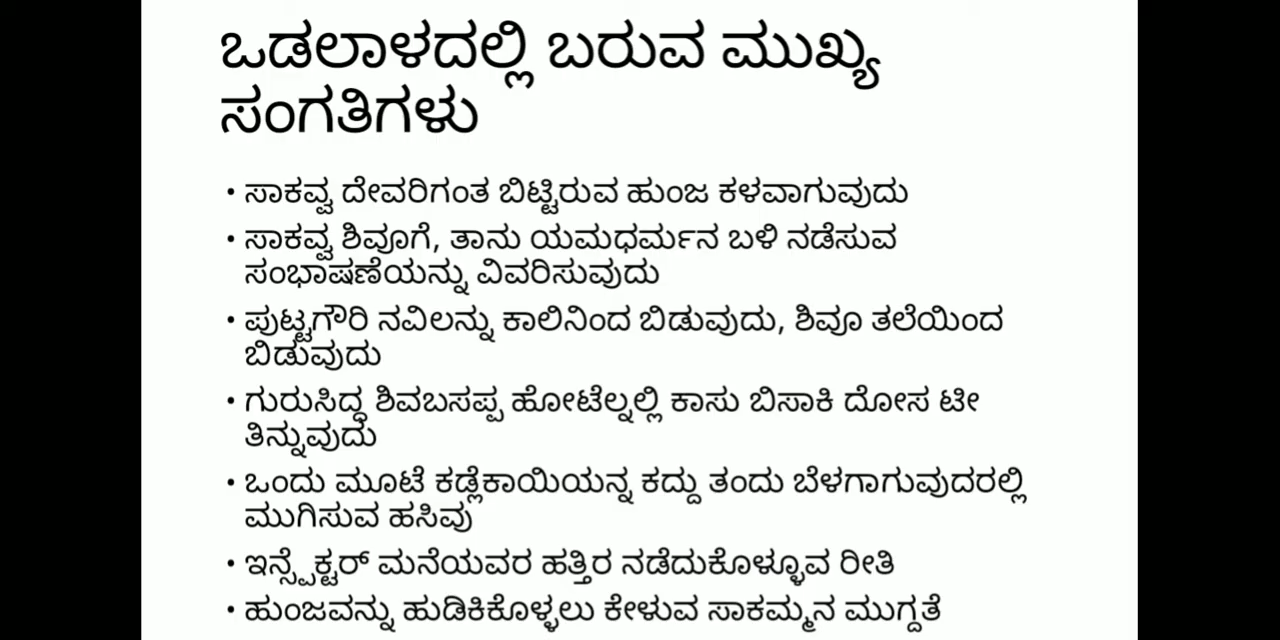 ಒಡಲಾಳದಲ್ಲಿ ಬರುವ ಮುಖ್ಯ
ಸಂಗತಿಗಳು
• ಸಾಕವ್ವ ದೇವರಿಗಂತ ಬಿಟ್ಟಿರುವ ಹುಂಜ ಕಳವಾಗುವುದು
• ಸಾಕವ್ವ ಶಿವೂಗೆ, ತಾನು ಯಮಧರ್ಮನ ಬಳಿ ನಡೆಸುವ
ಸಂಭಾಷಣೆಯನ್ನು ವಿವರಿಸುವುದು
• ಪುಟ್ಟಗೌರಿ ನವಿಲನ್ನು ಕಾಲಿನಿಂದ ಬಿಡುವುದು, ಶಿವೂ ತಲೆಯಿಂದ
ಬಿಡುವುದು
• ಗುರುಸಿದ್ಧ ಶಿವಬಸಪ್ಪ ಹೋಟೆಲ್ನಲ್ಲಿ ಕಾಸು ಬಿಸಾಕಿ ದೋಸ ಟೀ
ತಿನ್ನುವುದು
• ಒಂದು ಮೂಟೆ ಕಡ್ಲೆಕಾಯಿಯನ್ನ ಕದ್ದು ತಂದು ಬೆಳಗಾಗುವುದರಲ್ಲಿ
ಮುಗಿಸುವ ಹಸಿವು
• ಇನ್ಸ್ಪೆಕ್ಟರ್ ಮನೆಯವರ ಹತ್ತಿರ ನಡೆದುಕೊಳ್ಳೂವ ರೀತಿ
• ಹುಂಜವನ್ನು ಹುಡಿಕಿಕೊಳ್ಳಲು ಕೇಳುವ ಸಾಕಮ್ಮನ ಮುಗ್ದತೆ